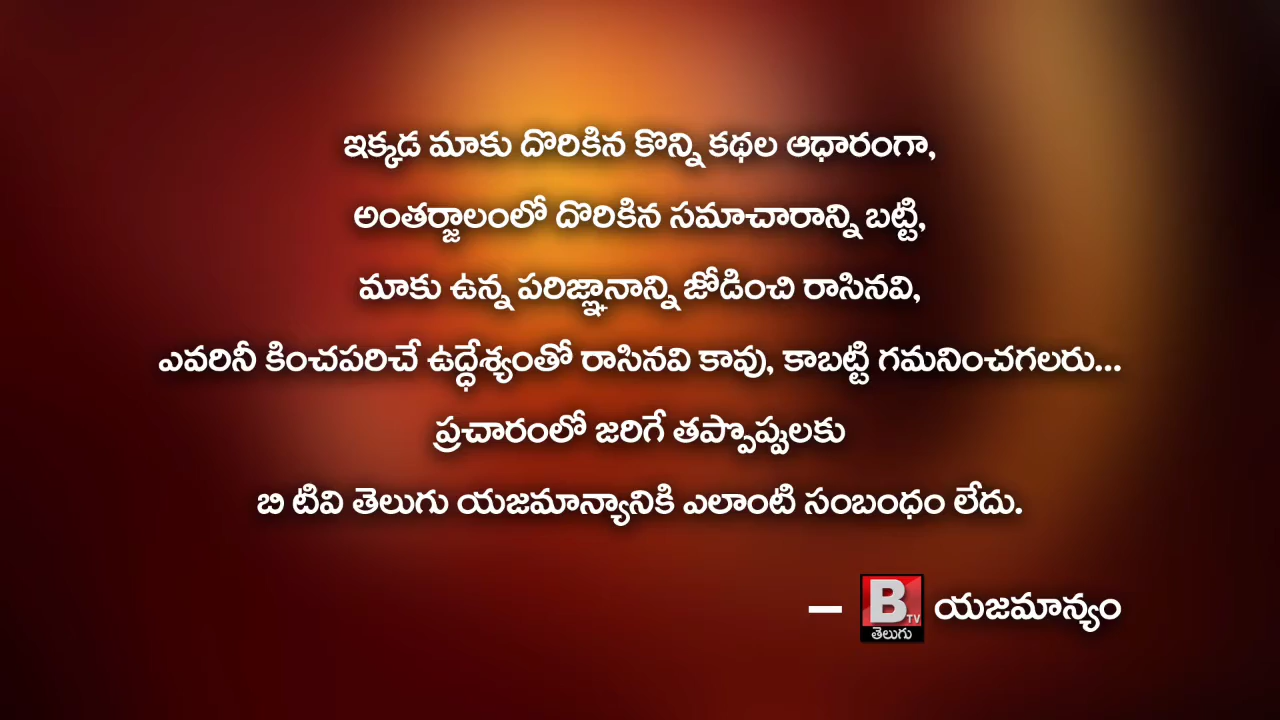 ఇక్కడ మాకు దొరికిన కొన్ని కథల ఆధారంగా,
అంతర్జాలంలో దొరికిన సమాచారాన్ని బట్టి,
మాకు ఉన్న పరిజ్ఞానాన్ని జోడించి రాసినవి,
ఎవరినీ కించపరిచే ఉద్ధేశ్యంతో రాసినవి కావు, కాబట్టి గమనించగలరు...
ప్రచారంలో జరిగే తప్పొప్పులకు
బి టివి తెలుగు యజమాన్యానికి ఎలాంటి సంబంధం లేదు.
– B TV తెలుగు యజమాన్యం